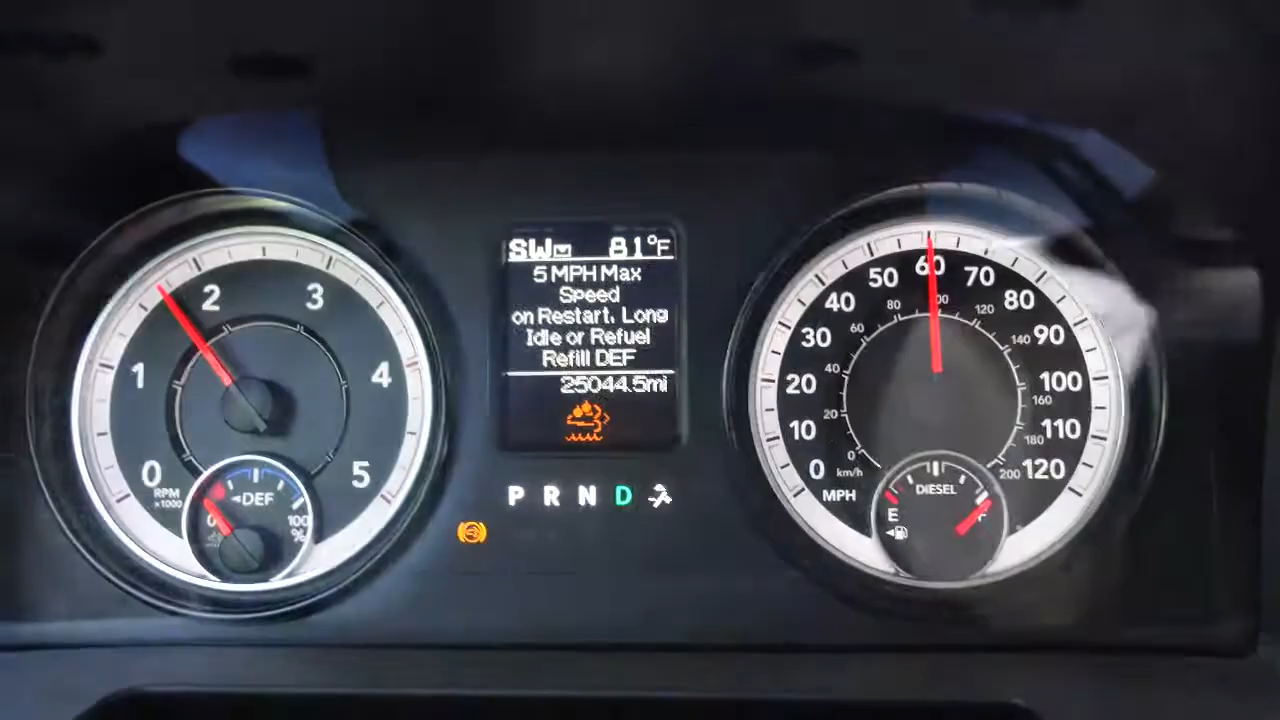 SW 81°F
5 MPH Max
Speed
on Restart. Long
Idle or Refuel
Refill DEF
25044.5mi
P R N D
0
1
2
3
4
5
RPM
x1000
◄DEF
0
100
%
0
10
20
30
40
50
60
70
80
90
100
110
120
MPH
0
20
40
60
80
100
120
140
160
180
200
km/h
DIESEL
E
F